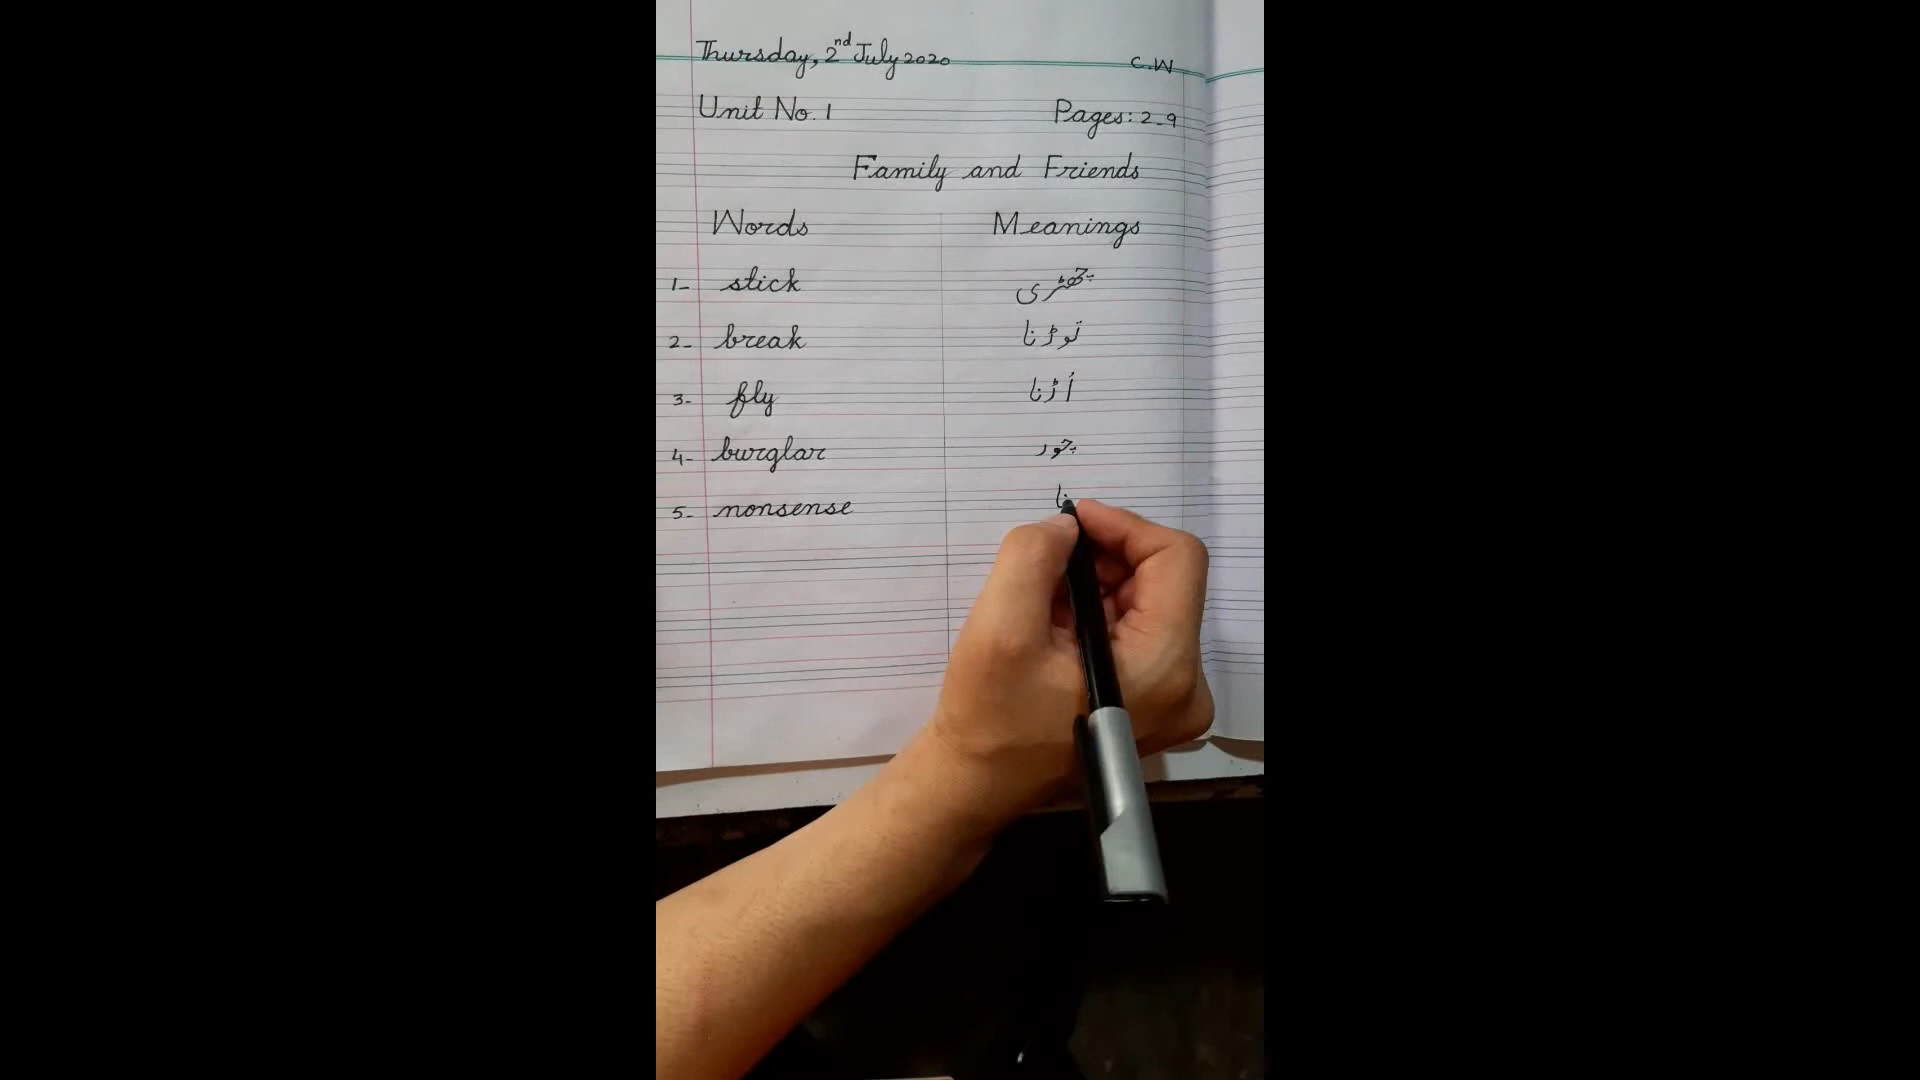 Thursday, 2nd July 2020 C.W
Unit No. 1 Pages: 2-9
Family and Friends
Words Meanings
1- stick چھڑی
2- break توڑنا
3- fly اُڑنا
4- burglar چور
5- nonsense نا